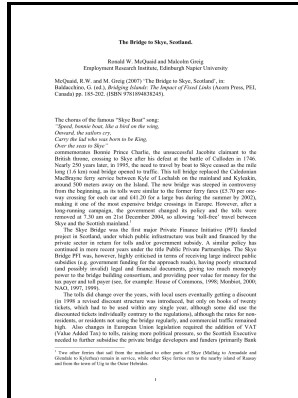 The Bridge to Skye, Scotland.
Ronald W. McQuaid and Malcolm Greig
Employment Research Institute, Edinburgh Napier University
McQuaid, R.W. and M. Greig (2007) 'The Bridge to Skye, Scotland', in:
Baldacchino, G. (ed.), Bridging Islands: The Impact of Fixed Links (Acorn Press, PEI,
Canada) pp. 185-202. (ISBN 9781894838245).
The chorus of the famous "Skye Boat" song:
"Speed, bonnie boat, like a bird on the wing,
Onward, the sailors cry,
Carry the lad who was born to be King,
Over the seas to Skye"
commemorates Bonnie Prince Charlie, the unsuccessful Jacobite claimant to the
British throne, crossing to Skye after his defeat at the battle of Culloden in 1746.
Nearly 250 years later, in 1995, the need to travel by boat to Skye ceased as the mile
long (1.6 km) road bridge opened to traffic. This toll bridge replaced the Caledonian
MacBrayne ferry service between Kyle of Lochalsh on the mainland and Kyleakin,
around 500 meters away on the Island. The new bridge was steeped in controversy from
the beginning, as its tolls were similar to the former ferry fares (£5.70 per one-way
crossing for each car and £41.20 for a large bus during the summer by 2002),
making it one of the most expensive bridge crossings in Europe. However, after a
long-running campaign, the government changed its policy and the tolls were
removed at 7.30 am on 21st December 2004, so allowing 'toll-free' travel between
Skye and the Scottish mainland.1
The Skye Bridge was the first major Private Finance Initiative (PFI) funded
project in Scotland, under which public infrastructure was built and financed by the
private sector in return for tolls and/or government subsidy. A similar policy has
continued in more recent years under the title Public Private Partnerships. The Skye
Bridge PFI was, however, highly criticized in terms of receiving large indirect public
subsidies (e.g. government funding for the approach roads), having poorly structured
(and possibly invalid) legal and financial documents, giving too much monopoly
power to the bridge building consortium, and providing poor value for money for the
tax payer and toll payer (see, for example: House of Commons, 1998; Monbiot, 2000;
NAO, 1997, 1999).
The tolls did change over the years, with local users eventually getting a discount
(in 1998 a revised discount structure was introduced, but only on books of twenty
tickets, which had to be used within any single year, although some did use the
discounted tickets individually contrary to the regulations), although the rates for non-
residents, or residents not using the bridge regularly, and commercial traffic remained high.
Also changes in European Union legislation required the addition of VAT
(Value Added Tax) to tolls, raising more political pressure, so the Scottish Executive
needed to further subsidise the private bridge developers and funders (primarily Bank
1 Two other ferries that sail from the mainland to other parts of Skye (Mallaig to Armadale and
Glenelg to Kylerhea) remain in service, while other Skye ferries run to the nearby island of Raasay
and from the town of Uig to the Outer Hebrides.
1